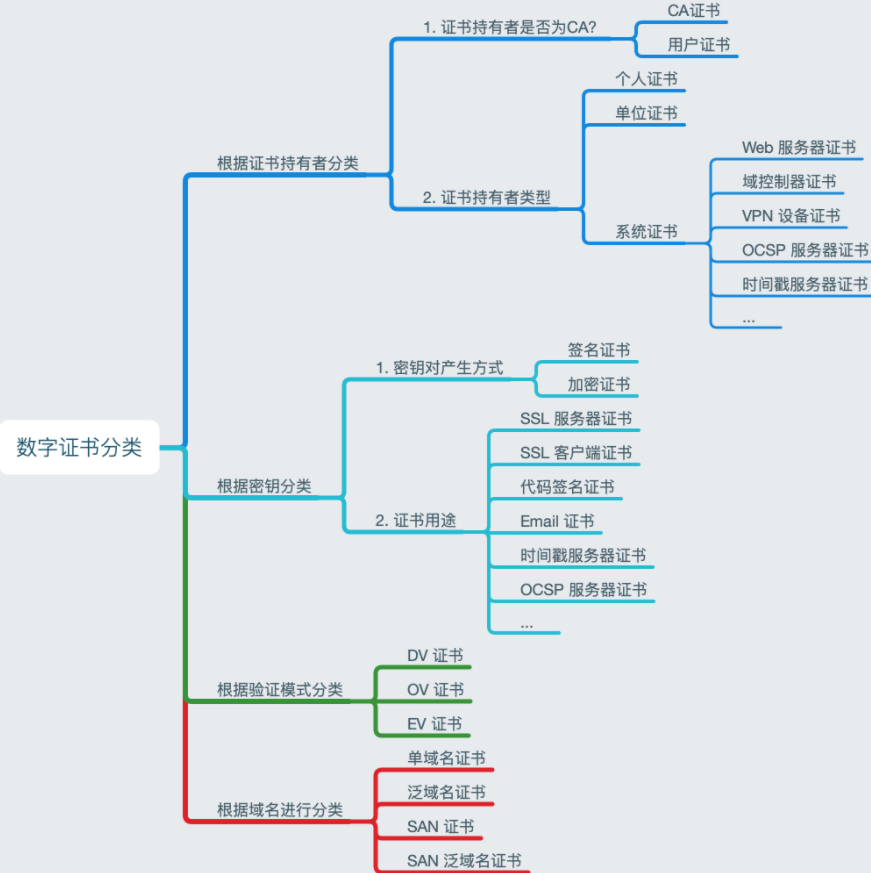 数字证书分类
根据证书持有者分类
1. 证书持有者是否为CA?
CA证书
用户证书
2. 证书持有者类型
个人证书
单位证书
系统证书
Web 服务器证书
域控制器证书
VPN 设备证书
OCSP 服务器证书
时间戳服务器证书
...
根据密钥分类
1. 密钥对产生方式
签名证书
加密证书
2. 证书用途
SSL 服务器证书
SSL 客户端证书
代码签名证书
Email 证书
时间戳服务器证书
OCSP 服务器证书
...
根据验证模式分类
DV 证书
OV 证书
EV 证书
根据域名进行分类
单域名证书
泛域名证书
SAN 证书
SAN 泛域名证书